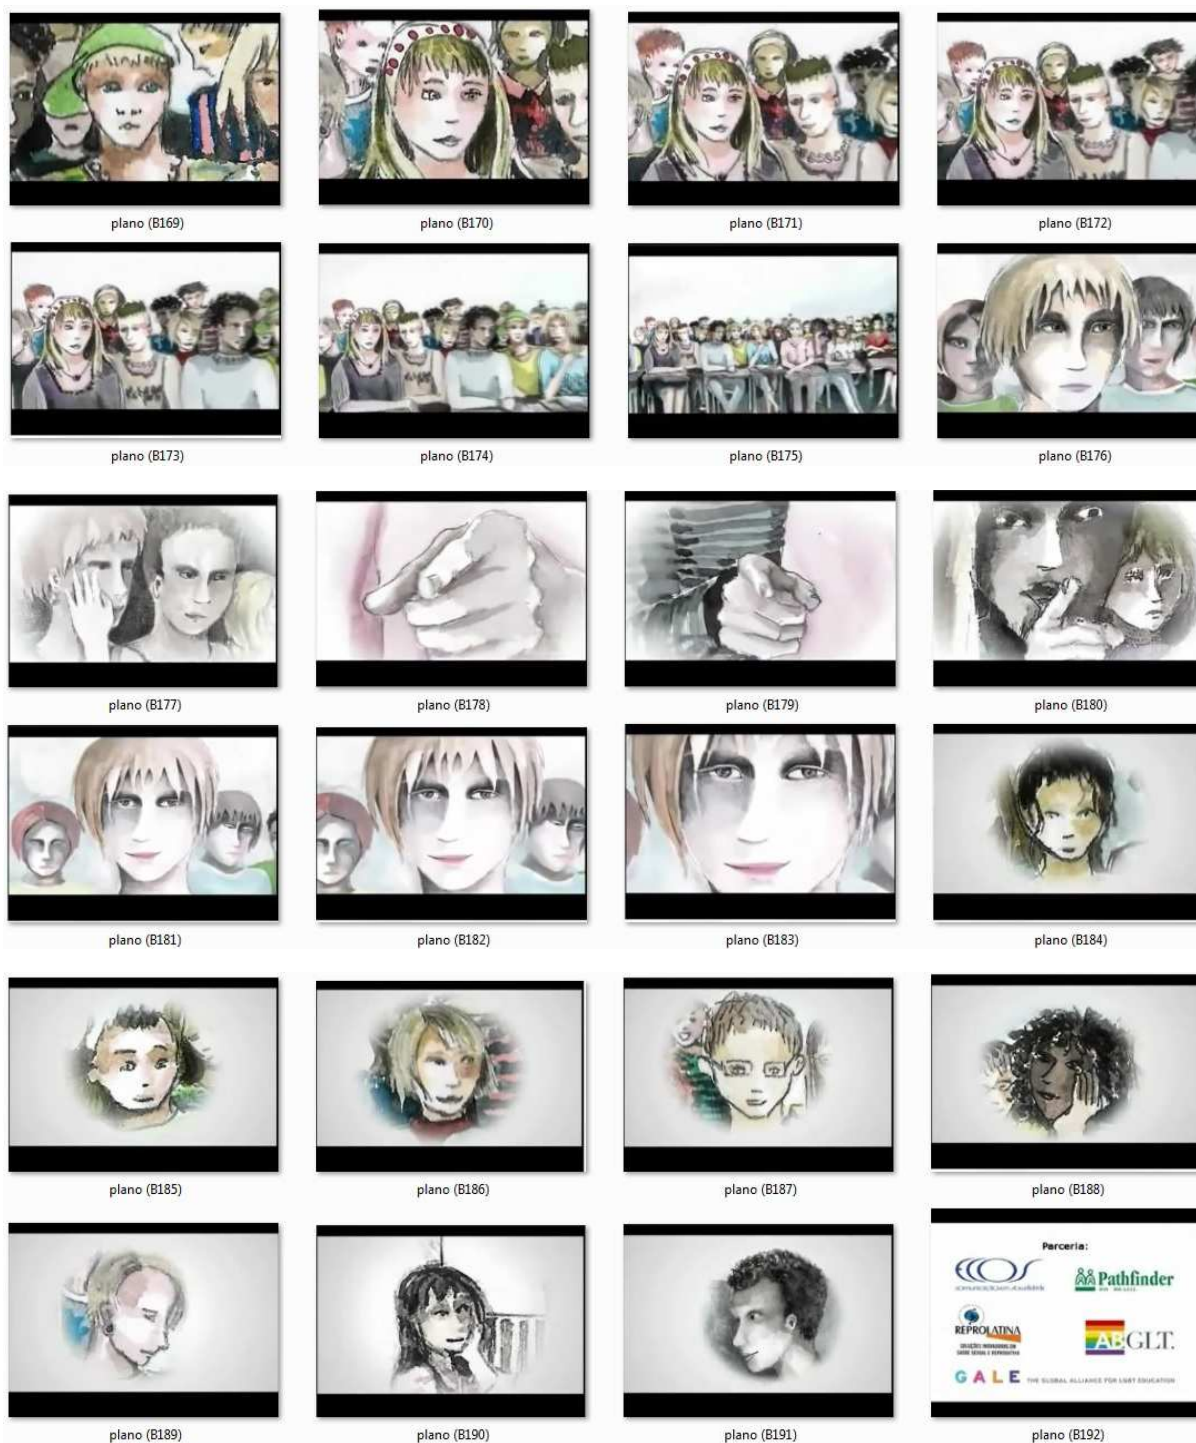 plano (B169)
plano (B170)
plano (B171)
plano (B172)
plano (B173)
plano (B174)
plano (B175)
plano (B176)
plano (B177)
plano (B178)
plano (B179)
plano (B180)
plano (B181)
plano (B182)
plano (B183)
plano (B184)
plano (B185)
plano (B186)
plano (B187)
plano (B188)
Parceria:
ECOS
Pathfinder
REPROLATINA
ABGLT.
GALE THE GLOBAL ALLIANCE FOR LGBT EDUCATION
plano (B189)
plano (B190)
plano (B191)
plano (B192)